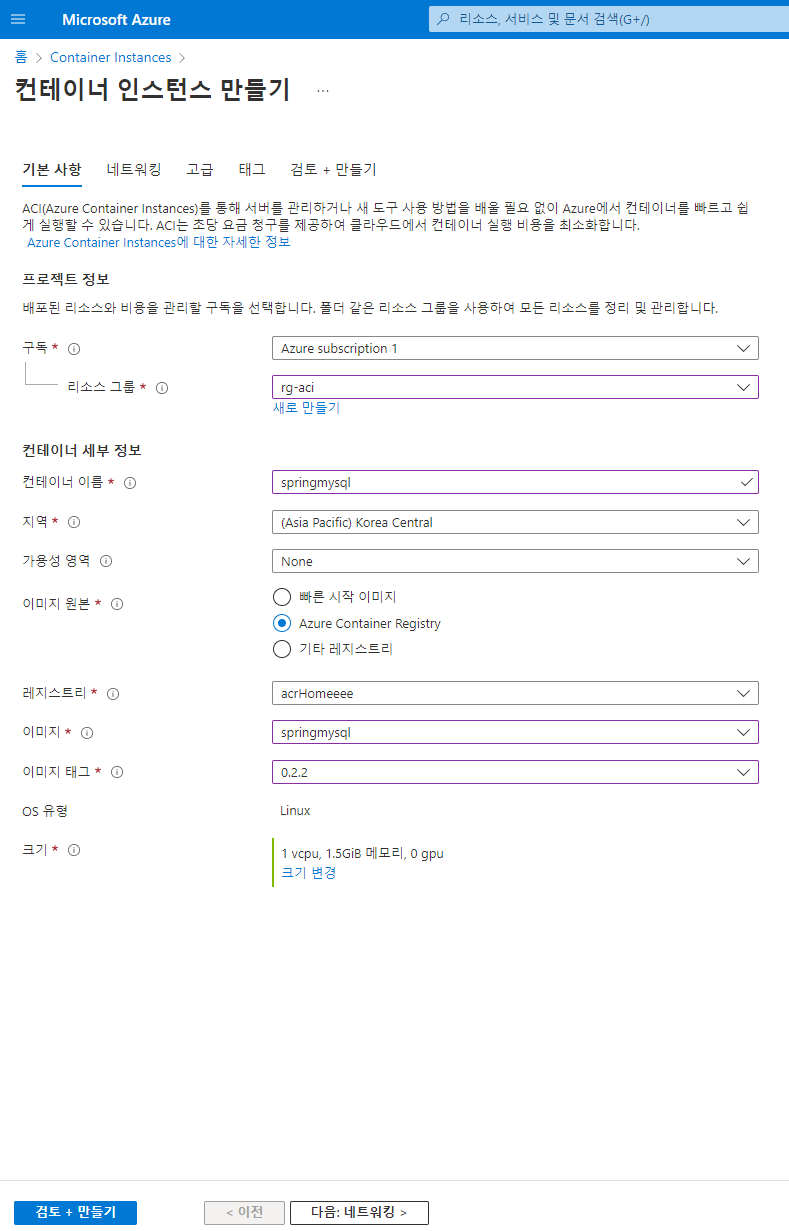 Microsoft Azure
리소스, 서비스 및 문서 검색(G+/)
홈 > Container Instances >
컨테이너 인스턴스 만들기 ...
기본 사항 네트워킹 고급 태그 검토 + 만들기
ACI(Azure Container Instances)를 통해 서버를 관리하거나 새 도구 사용 방법을 배울 필요 없이 Azure에서 컨테이너를 빠르고 쉽
게 실행할 수 있습니다. ACI는 초당 요금 청구를 제공하여 클라우드에서 컨테이너 실행 비용을 최소화합니다.
Azure Container Instances에 대한 자세한 정보
프로젝트 정보
배포된 리소스와 비용을 관리할 구독을 선택합니다. 폴더 같은 리소스 그룹을 사용하여 모든 리소스를 정리 및 관리합니다.
구독 * Azure subscription 1
리소스 그룹 * rg-aci
새로 만들기
컨테이너 세부 정보
컨테이너 이름 * springmysql
지역 * (Asia Pacific) Korea Central
가용성 영역 None
이미지 원본 * 빠른 시작 이미지
Azure Container Registry
기타 레지스트리
레지스트리 * acrHomeeee
이미지 * springmysql
이미지 태그 * 0.2.2
OS 유형 Linux
크기 * 1 vcpu, 1.5GiB 메모리, 0 gpu
크기 변경
검토 + 만들기 < 이전 다음: 네트워킹 >